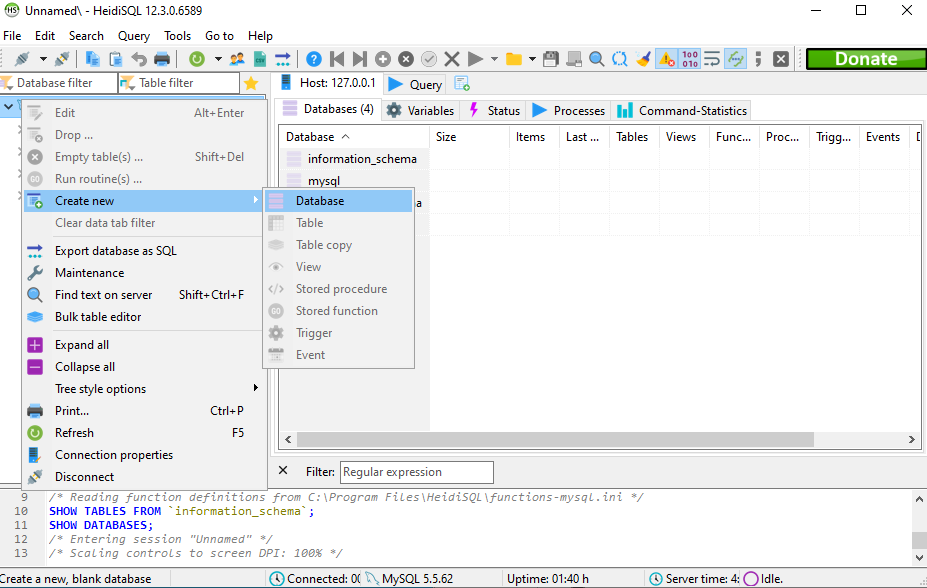 Unnamed\ - HeidiSQL 12.3.0.6589
File Edit Search Query Tools Go to Help
Donate
Database filter Table filter Host: 127.0.0.1 Query
Databases (4) Variables Status Processes Command-Statistics
Database Size Items Last ... Tables Views Func... Proc... Trigg... Events
information_schema
mysql
a
Edit Alt+Enter
Drop ...
Empty table(s) ... Shift+Del
Run routine(s) ...
Create new
Clear data tab filter
Export database as SQL
Maintenance
Find text on server Shift+Ctrl+F
Bulk table editor
Expand all
Collapse all
Tree style options
Print... Ctrl+P
Refresh F5
Connection properties
Disconnect
Database
Table
Table copy
View
Stored procedure
Stored function
Trigger
Event
Filter: Regular expression
9 /* Reading function definitions from C:\Program Files\HeidiSQL\functions-mysql.ini */
10 SHOW TABLES FROM `information_schema`;
11 SHOW DATABASES;
12 /* Entering session "Unnamed" */
13 /* Scaling controls to screen DPI: 100% */
Create a new, blank database Connected: 00 MySQL 5.5.62 Uptime: 01:40 h Server time: 4: Idle.